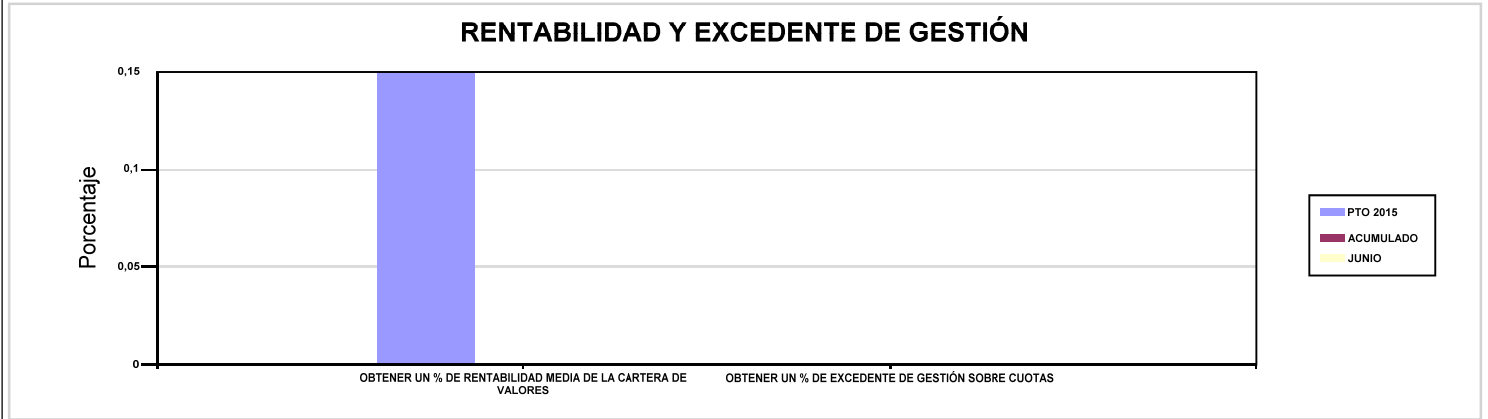 RENTABILIDAD Y EXCEDENTE DE GESTIÓN
0,15
0,1
0,05
0
Porcentaje
OBTENER UN % DE RENTABILIDAD MEDIA DE LA CARTERA DE
VALORES
OBTENER UN % DE EXCEDENTE DE GESTIÓN SOBRE CUOTAS
PTO 2015
ACUMULADO
JUNIO